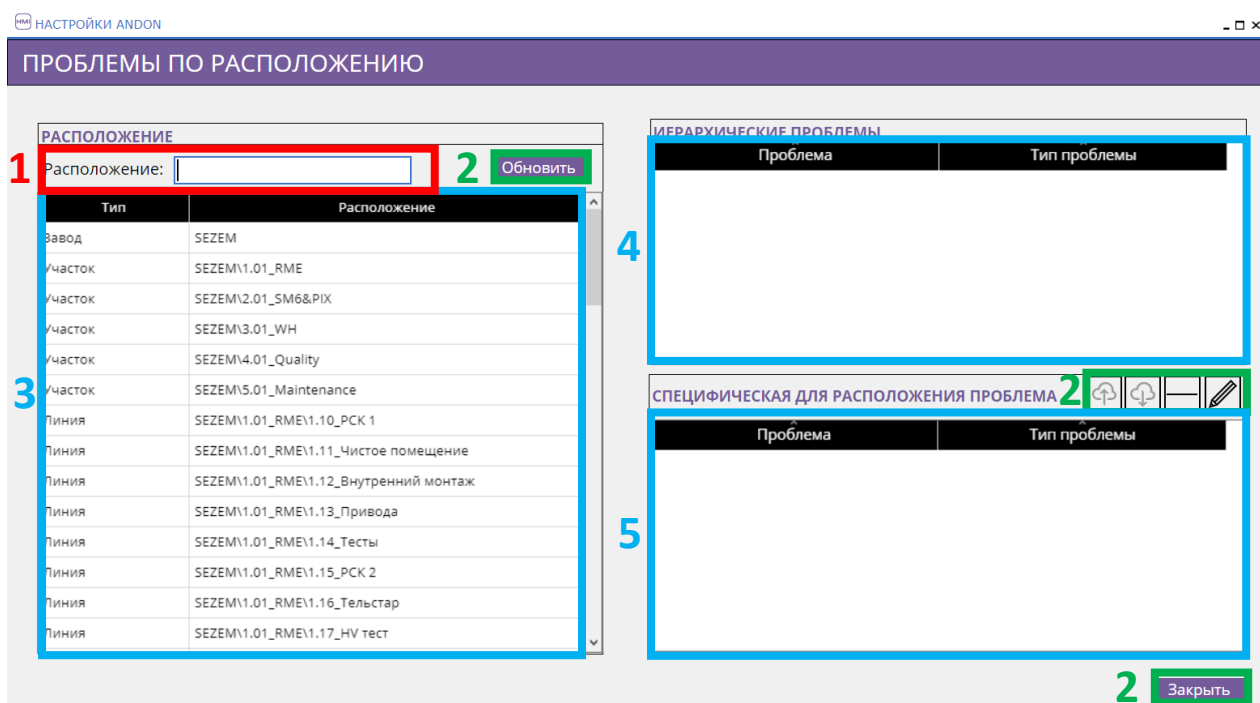 HMI НАСТРОЙКИ ANDON
ПРОБЛЕМЫ ПО РАСПОЛОЖЕНИЮ
РАСПОЛОЖЕНИЕ
1 Расположение: 2 Обновить
Тип Расположение
Завод SEZEM
Участок SEZEM\1.01_RME
Участок SEZEM\2.01_SM6&PIX
Участок SEZEM\3.01_WH
Участок SEZEM\4.01_Quality
3 Участок SEZEM\5.01_Maintenance
Линия SEZEM\1.01_RME\1.10_РСК 1
Линия SEZEM\1.01_RME\1.11_Чистое помещение
Линия SEZEM\1.01_RME\1.12_Внутренний монтаж
Линия SEZEM\1.01_RME\1.13_Привода
Линия SEZEM\1.01_RME\1.14_Тесты
Линия SEZEM\1.01_RME\1.15_РСК 2
Линия SEZEM\1.01_RME\1.16_Тельстар
Линия SEZEM\1.01_RME\1.17_HV тест
ИЕРАРХИЧЕСКИЕ ПРОБЛЕМЫ
Проблема Тип проблемы
4
СПЕЦИФИЧЕСКАЯ ДЛЯ РАСПОЛОЖЕНИЯ ПРОБЛЕМА 2
Проблема Тип проблемы
5
2 Закрыть